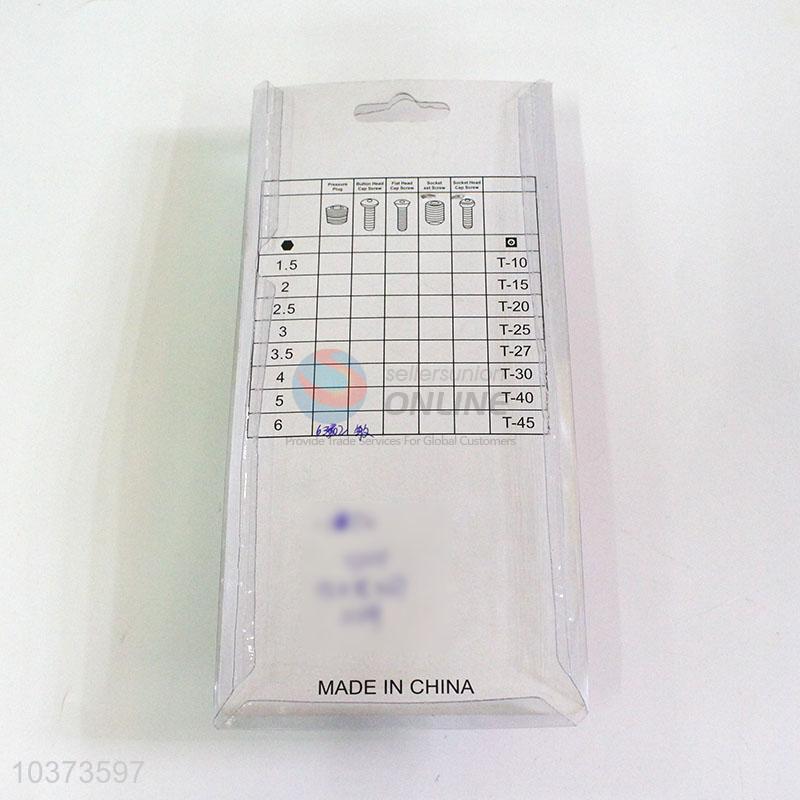 Pressure Plug Button Head Cap Screw Flat Head Cap Screw Socket set Screw Socket Head Cap Screw
1.5 T-10
2 T-15
2.5 T-20
3 T-25
3.5 T-27
4 T-30
5 T-40
6 T-45
sellersunion
ONLINE
Provide Trade Services For Global Customers
MADE IN CHINA
10373597